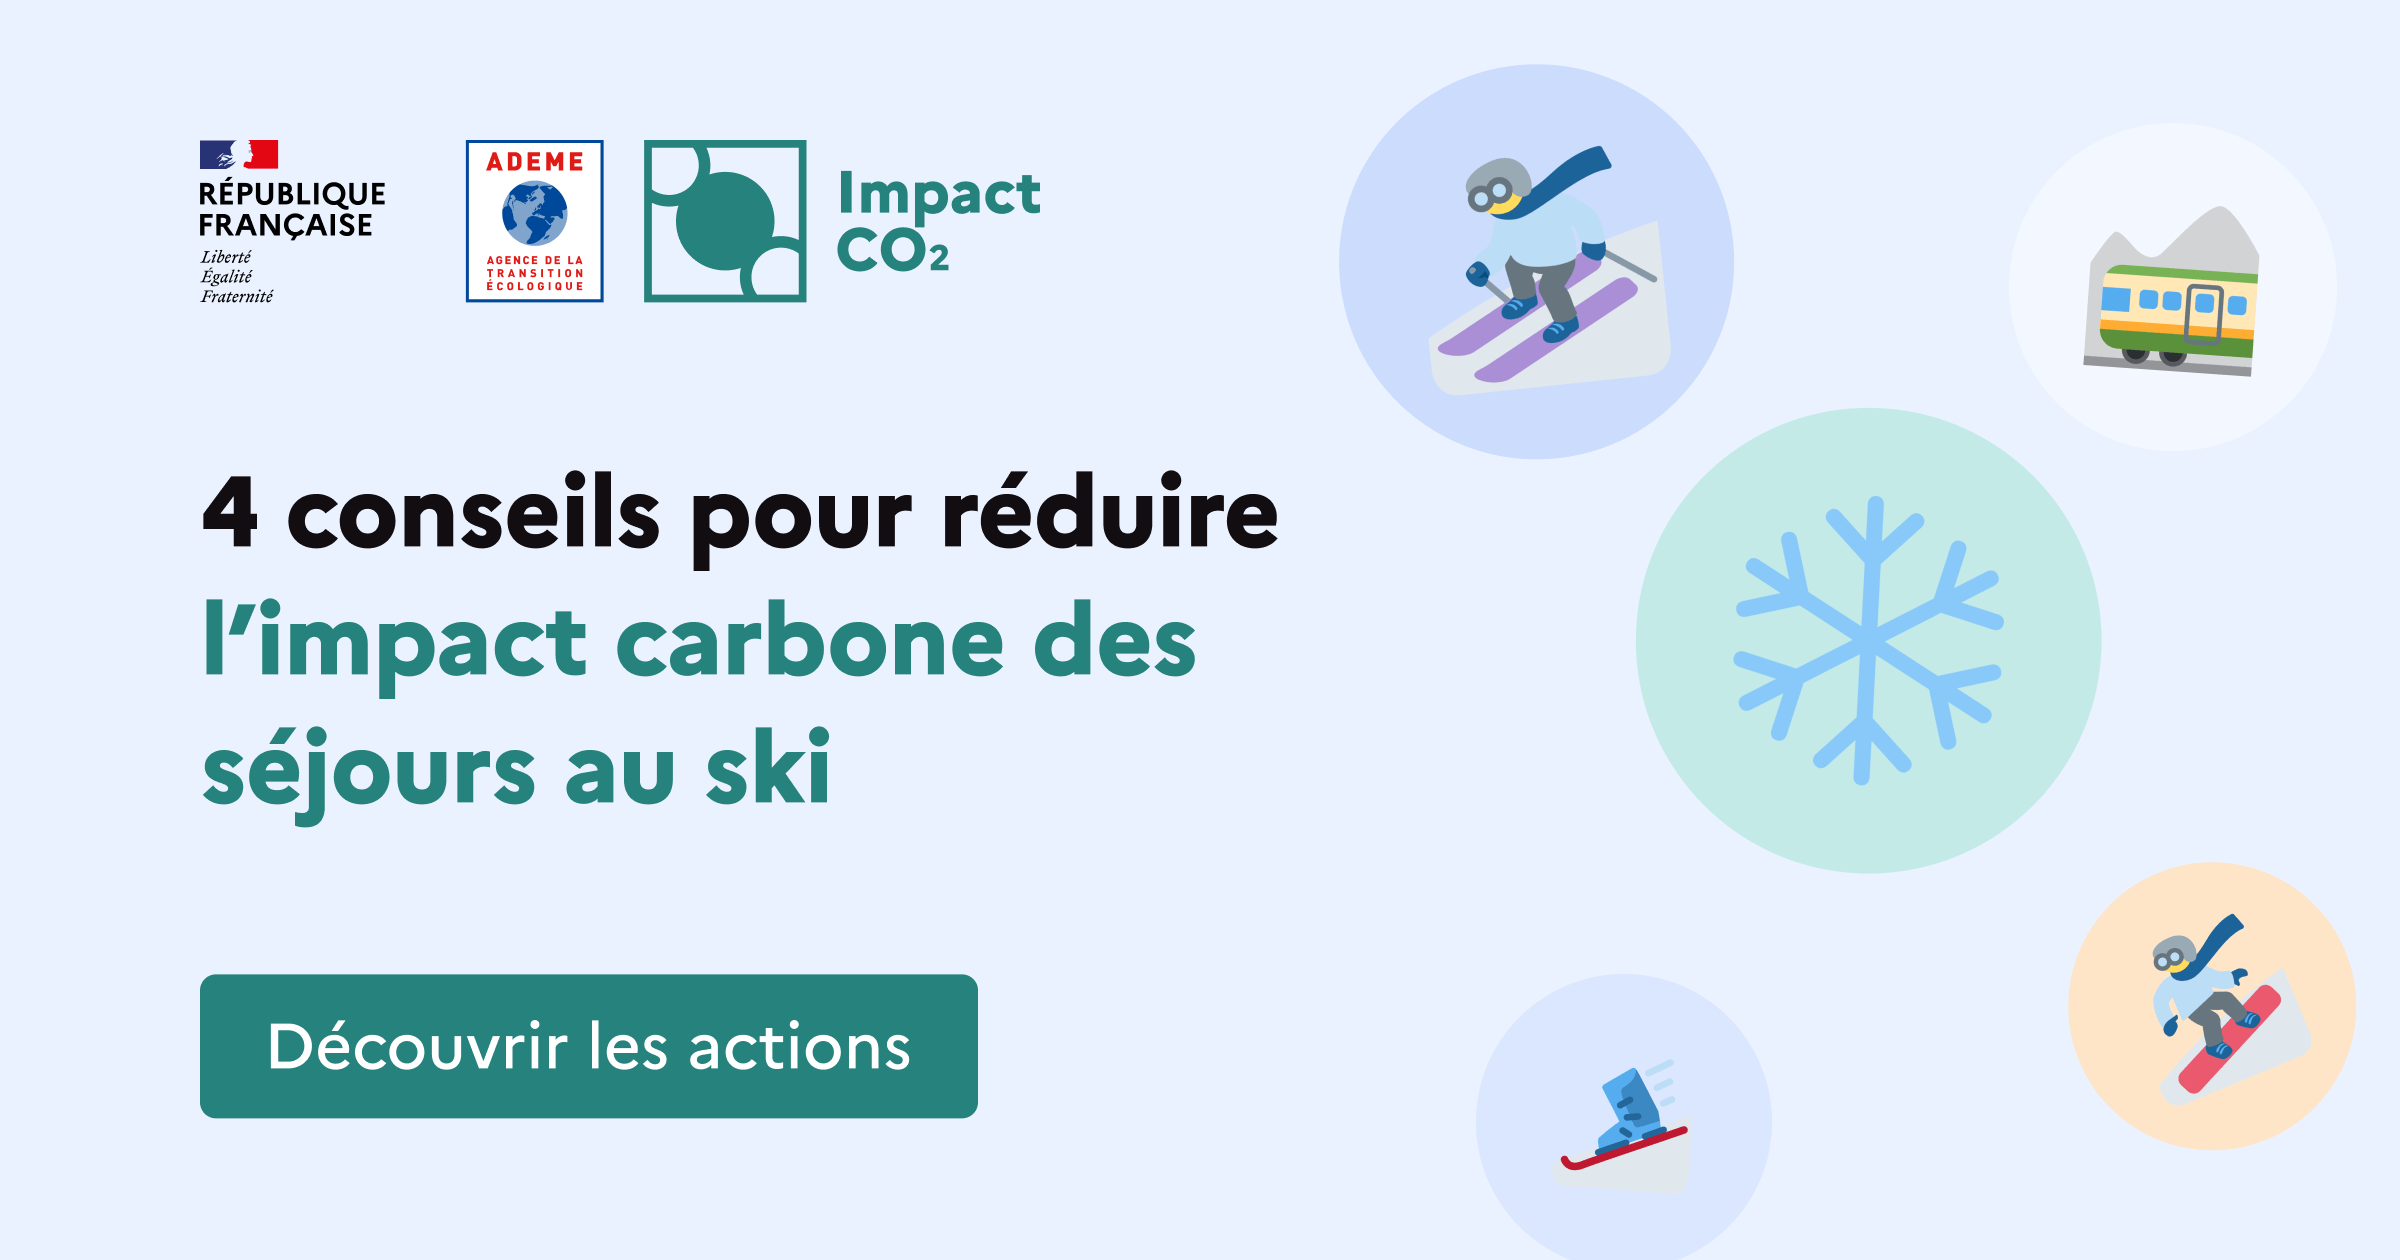 RÉPUBLIQUE
FRANÇAISE
Liberté
Égalité
Fraternité
ADEME
AGENCE DE LA
TRANSITION
ÉCOLOGIQUE
Impact
CO₂
4 conseils pour réduire
l’impact carbone des
séjours au ski
Découvrir les actions